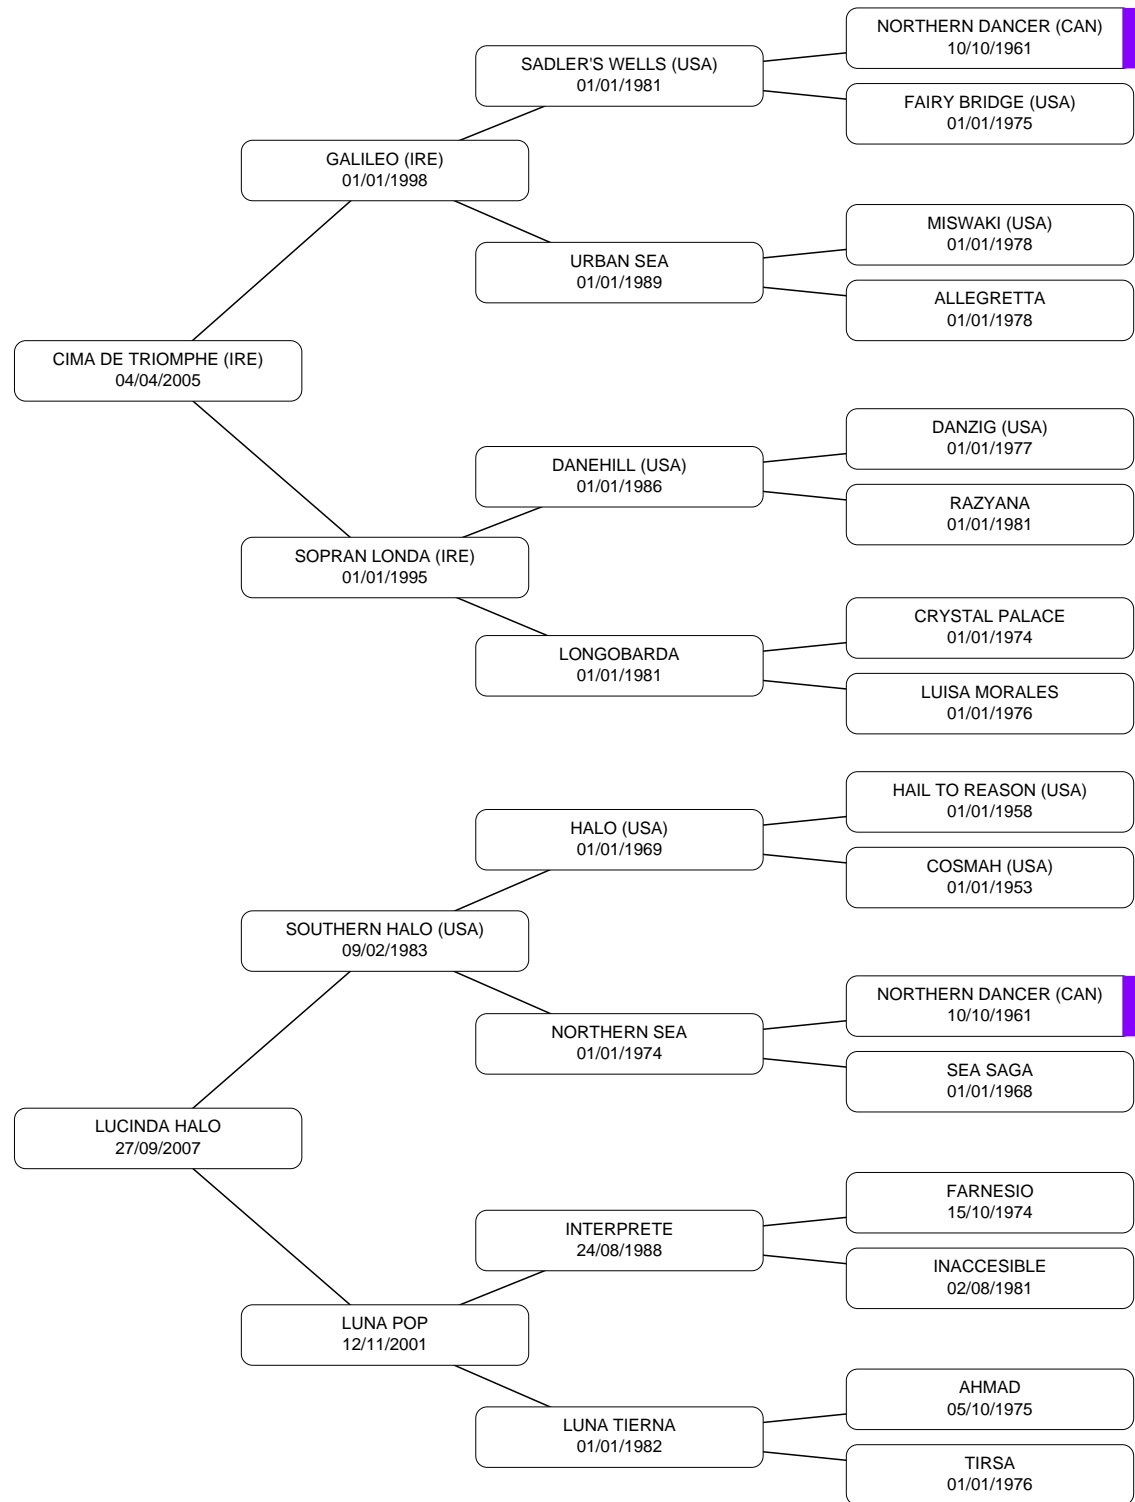 NORTHERN DANCER (CAN)
10/10/1961
SADLER'S WELLS (USA)
01/01/1981
FAIRY BRIDGE (USA)
01/01/1975
GALILEO (IRE)
01/01/1998
MISWAKI (USA)
01/01/1978
URBAN SEA
01/01/1989
ALLEGRETTA
01/01/1978
CIMA DE TRIOMPHE (IRE)
04/04/2005
DANZIG (USA)
01/01/1977
DANEHILL (USA)
01/01/1986
RAZYANA
01/01/1981
SOPRAN LONDA (IRE)
01/01/1995
CRYSTAL PALACE
01/01/1974
LONGOBARDA
01/01/1981
LUISA MORALES
01/01/1976
HAIL TO REASON (USA)
01/01/1958
HALO (USA)
01/01/1969
COSMAH (USA)
01/01/1953
SOUTHERN HALO (USA)
09/02/1983
NORTHERN DANCER (CAN)
10/10/1961
NORTHERN SEA
01/01/1974
SEA SAGA
01/01/1968
LUCINDA HALO
27/09/2007
FARNESIO
15/10/1974
INTERPRETE
24/08/1988
INACCESIBLE
02/08/1981
LUNA POP
12/11/2001
AHMAD
05/10/1975
LUNA TIERNA
01/01/1982
TIRSA
01/01/1976